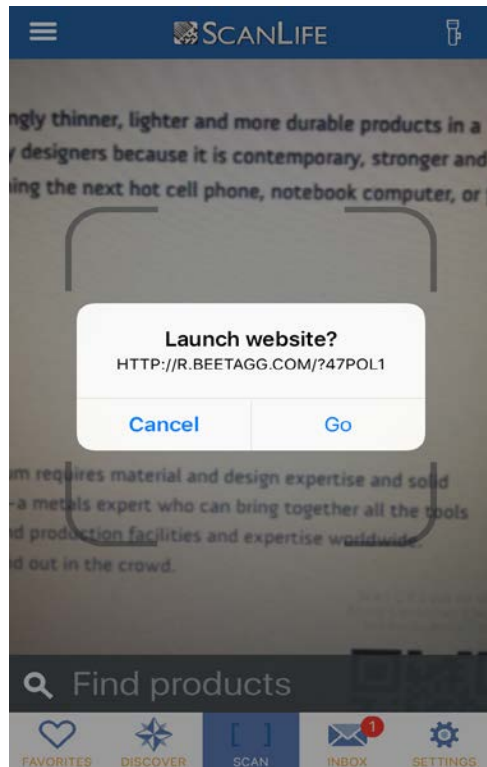 SCANLIFE
ngly thinner, lighter and more durable products in a
designers because it is contemporary, stronger and
ing the next hot cell phone, notebook computer, or
Launch website?
HTTP://R.BEETAGG.COM/?47POL1
Cancel Go
um requires material and design expertise and solid
-a metals expert who can bring together all the tools
nd production facilities and expertise worldwide.
d out in the crowd.
Find products
1
FAVORITES DISCOVER SCAN INBOX SETTINGS